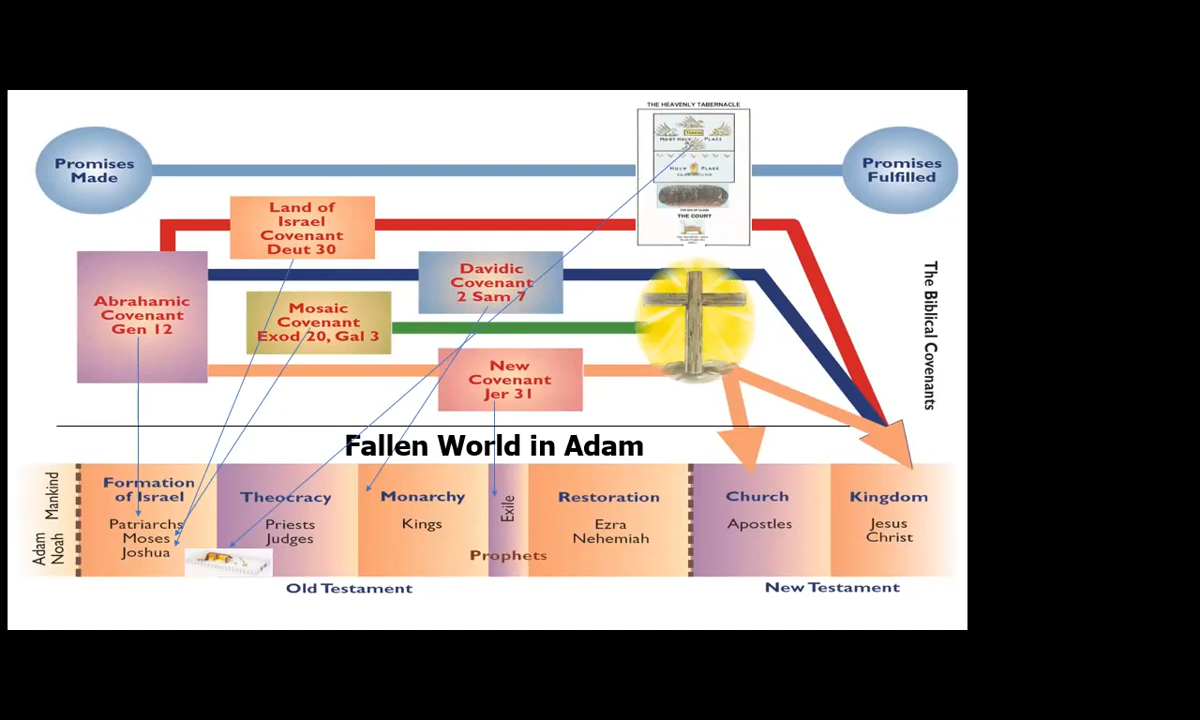 THE HEAVENLY TABERNACLE
MOST HOLY PLACE
HOLY PLACE
THE COURT
Promises
Made
Promises
Fulfilled
Land of
Israel
Covenant
Deut 30
Abrahamic
Covenant
Gen 12
Davidic
Covenant
2 Sam 7
Mosaic
Covenant
Exod 20, Gal 3
New
Covenant
Jer 31
The Biblical Covenants
Fallen World in Adam
Adam
Noah
Mankind
Formation
of Israel
Patriarchs
Moses
Joshua
Theocracy
Priests
Judges
Monarchy
Kings
Exile
Prophets
Restoration
Ezra
Nehemiah
Church
Apostles
Kingdom
Jesus
Christ
Old Testament
New Testament